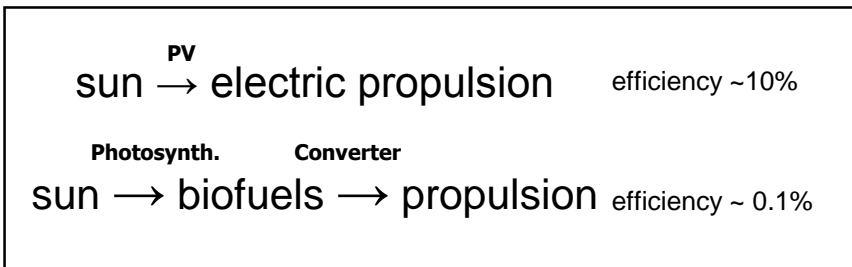 PV
sun → electric propulsion efficiency ~10%
Photosynth. Converter
sun → biofuels → propulsion efficiency ~ 0.1%